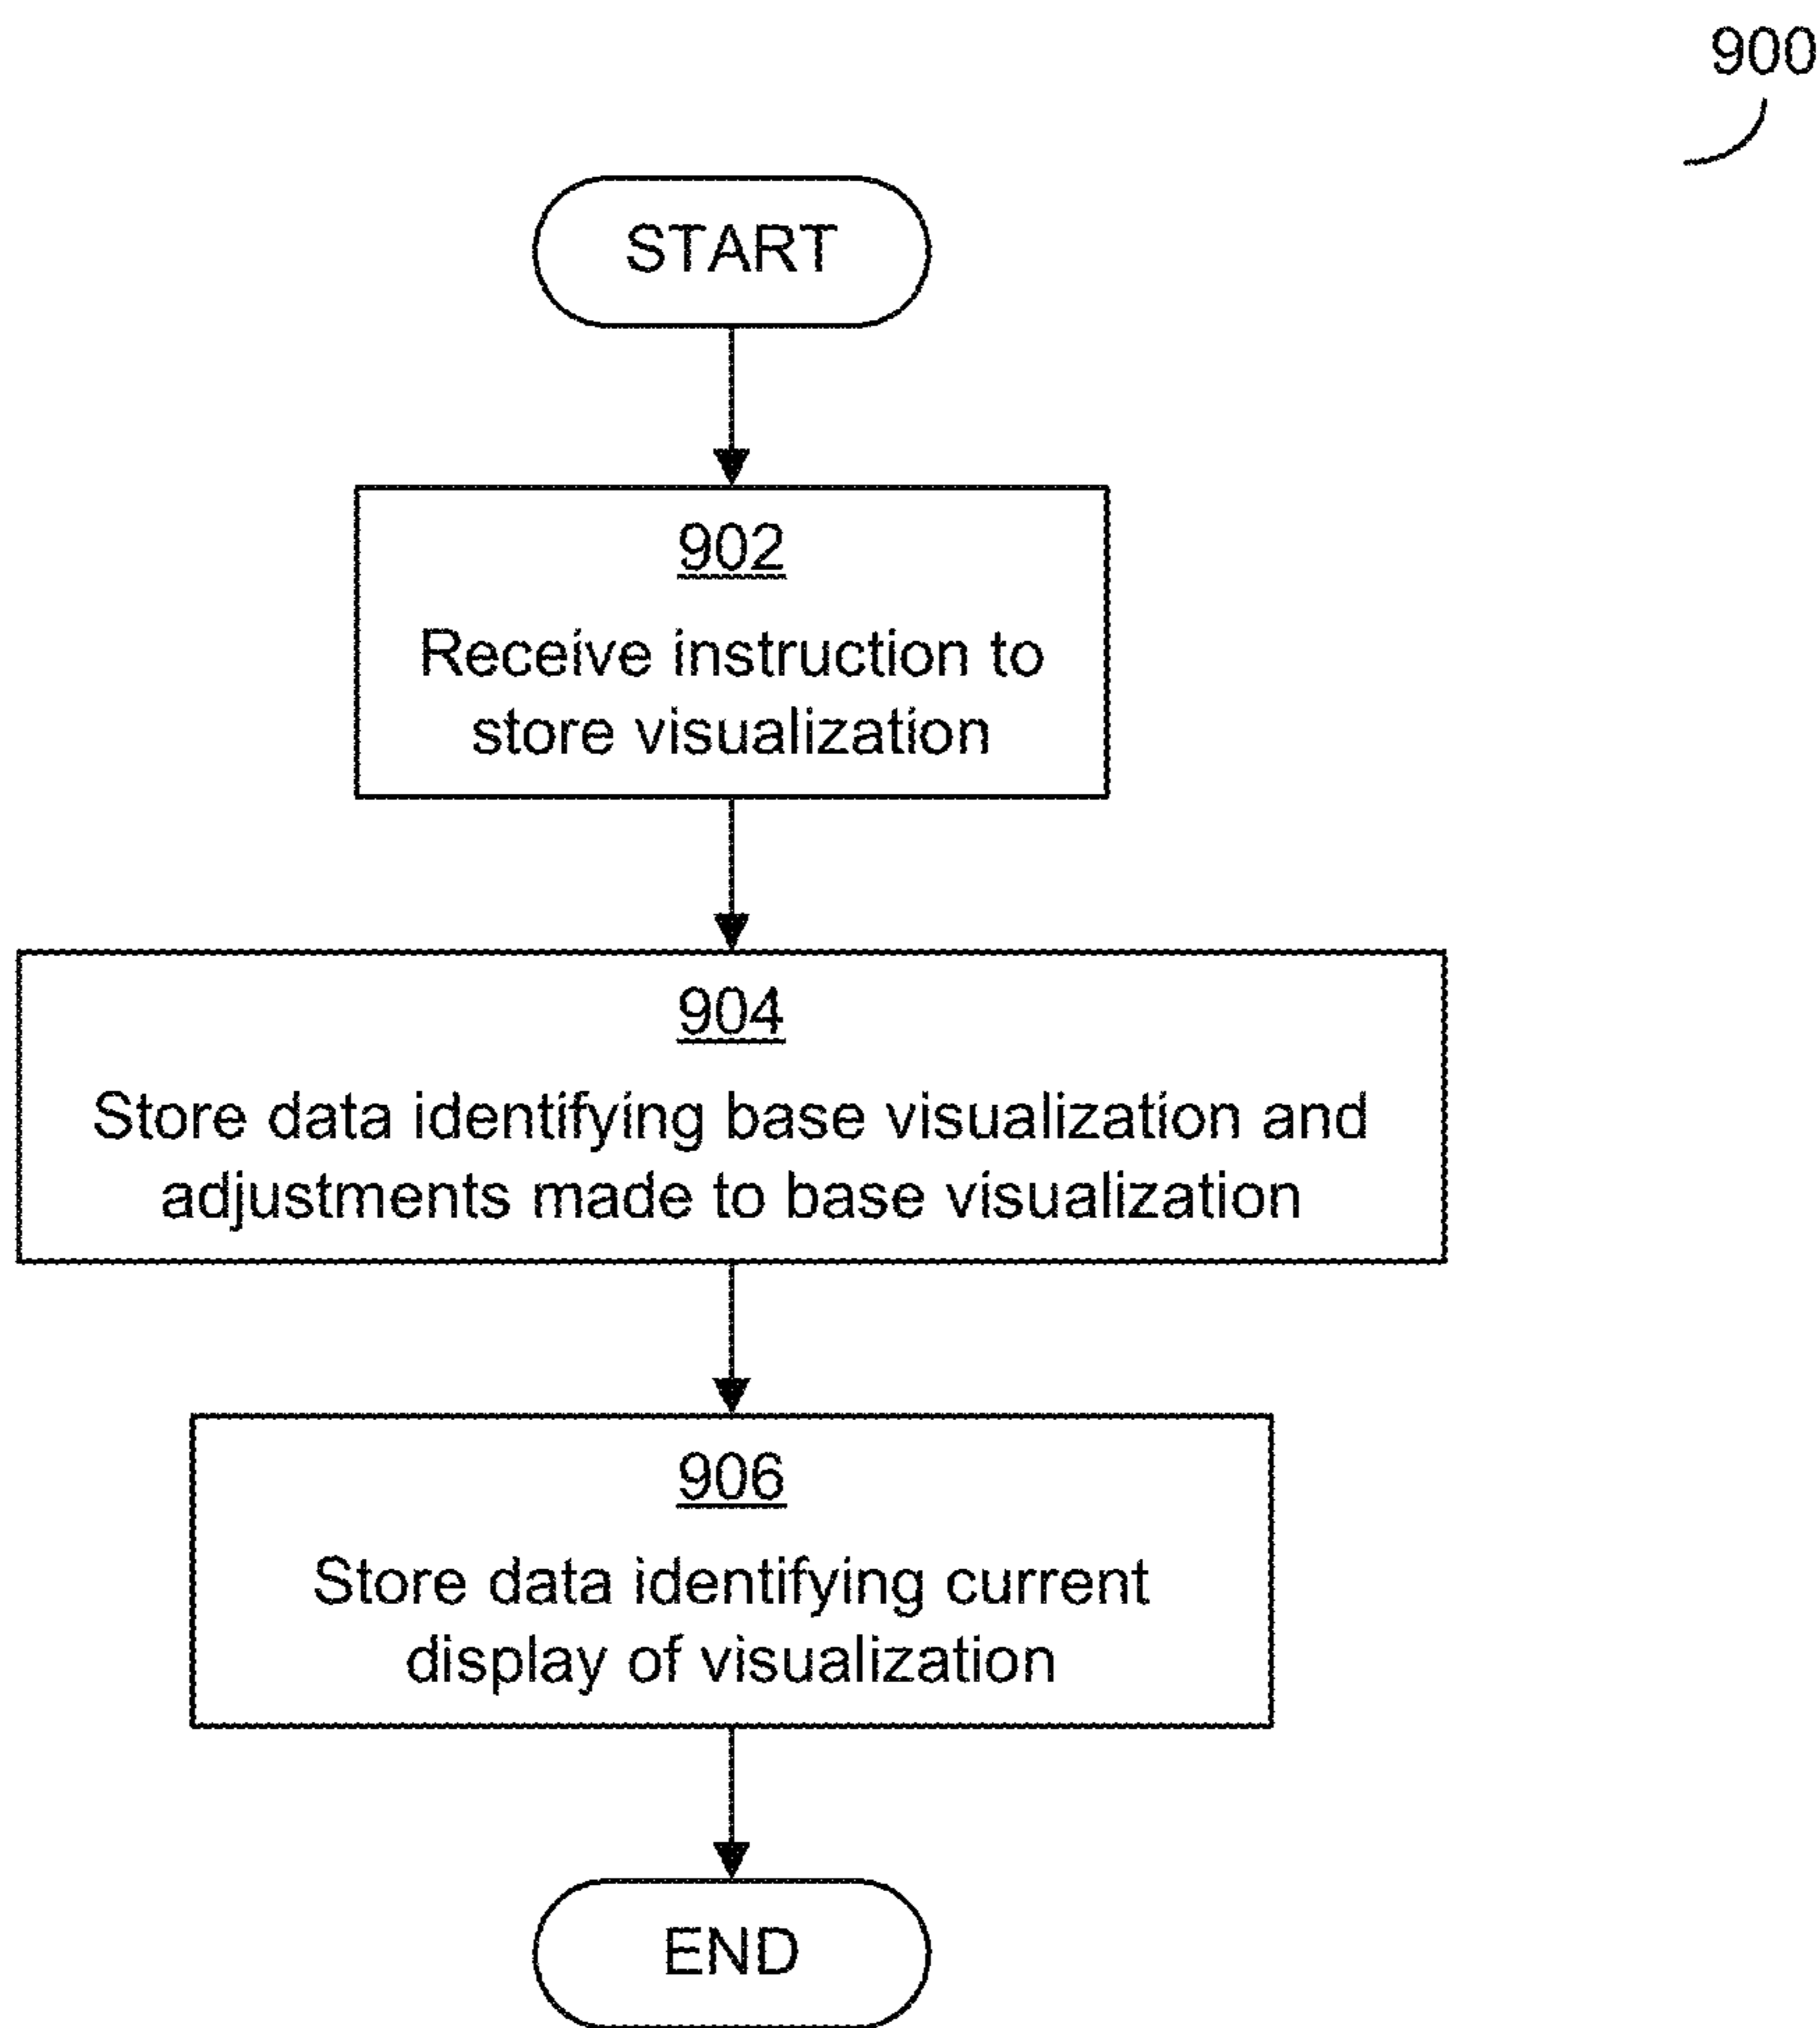 900
START
902
Receive instruction to
store visualization
904
Store data identifying base visualization and
adjustments made to base visualization
906
Store data identifying current
display of visualization
END